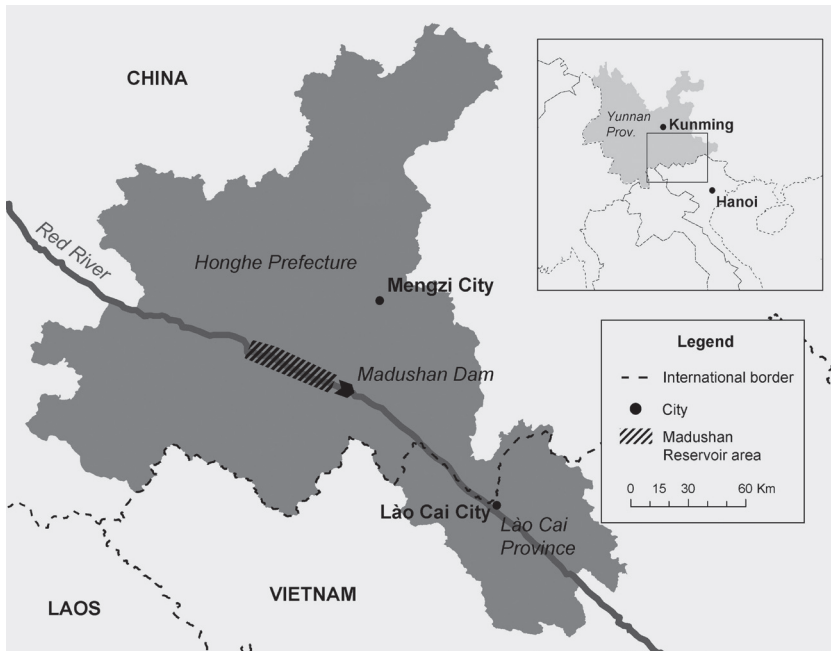 CHINA
Red River
Honghe Prefecture
Mengzi City
Madushan Dam
Lào Cai City
Lào Cai
Province
VIETNAM
LAOS
Yunnan
Prov.
Kunming
Hanoi
Legend
International border
City
Madushan
Reservoir area
0 15 30 60 Km